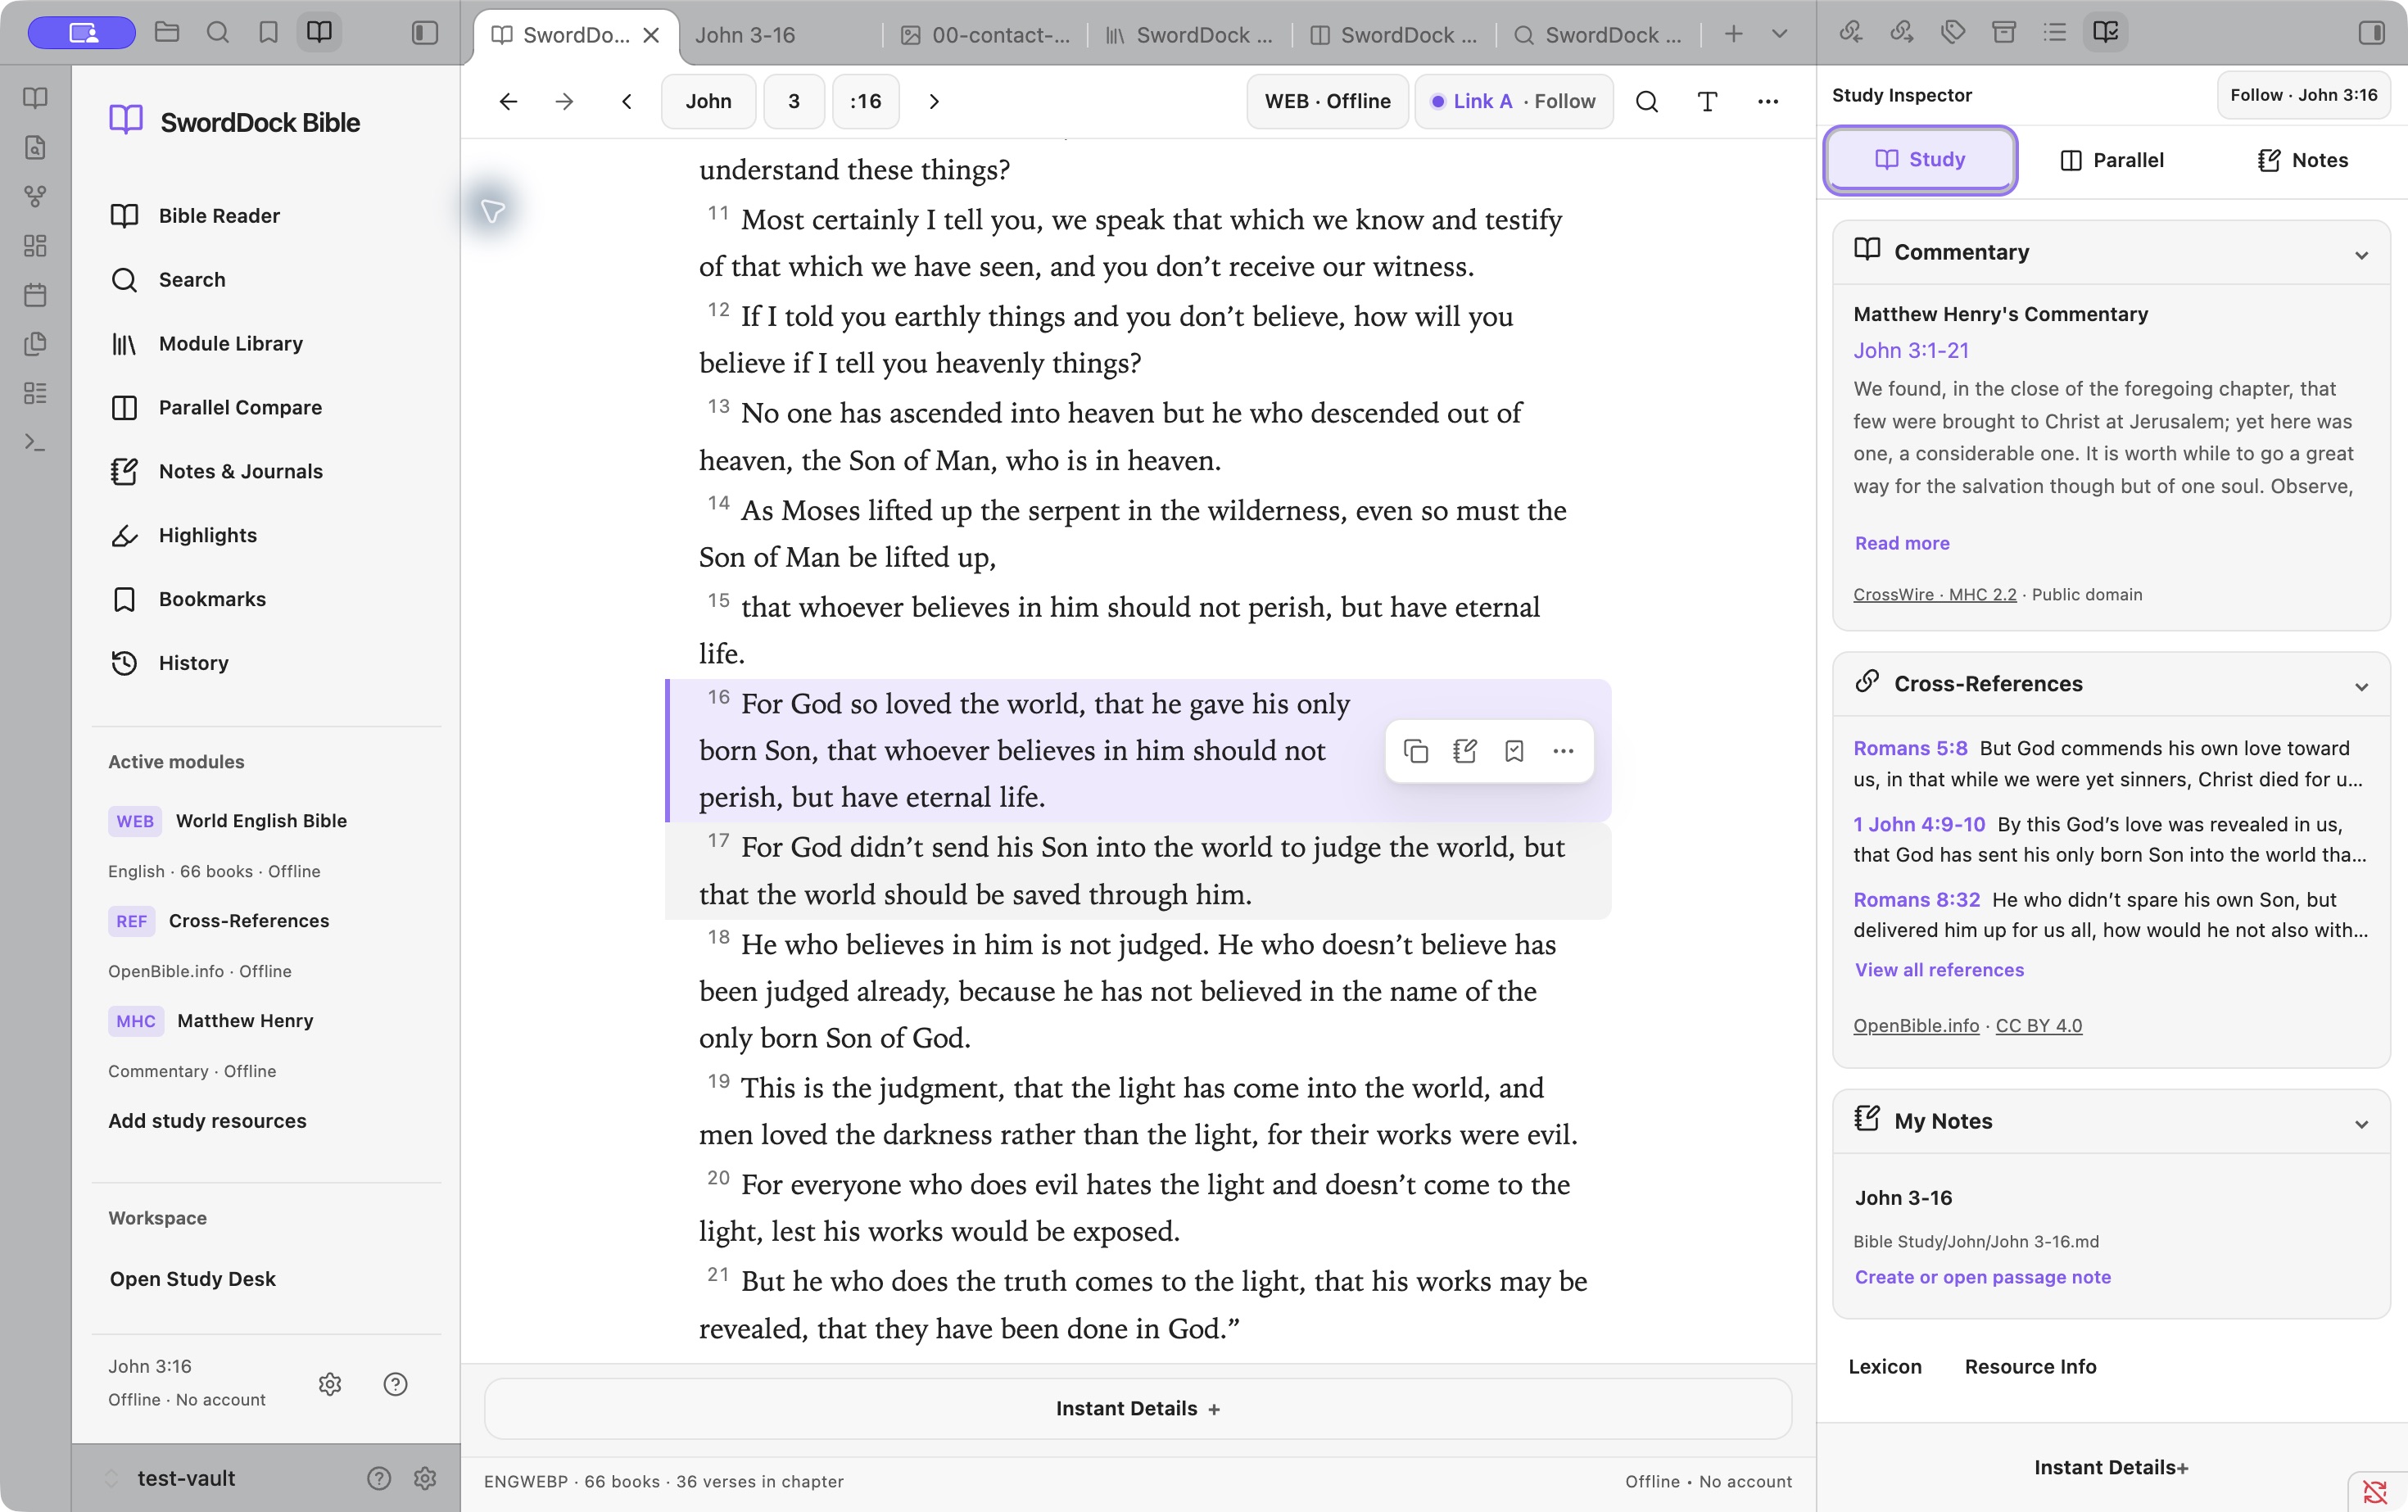 SwordDo...
John 3-16
00-contact-...
SwordDock ...
SwordDock ...
SwordDock ...
SwordDock Bible
Bible Reader
Search
Module Library
Parallel Compare
Notes & Journals
Highlights
Bookmarks
History
Active modules
WEB World English Bible
English · 66 books · Offline
REF Cross-References
OpenBible.info · Offline
MHC Matthew Henry
Commentary · Offline
Add study resources
Workspace
Open Study Desk
John 3:16
Offline · No account
test-vault
John
3
:16
WEB · Offline
Link A · Follow
understand these things?
11 Most certainly I tell you, we speak that which we know and testify
of that which we have seen, and you don’t receive our witness.
12 If I told you earthly things and you don’t believe, how will you
believe if I tell you heavenly things?
13 No one has ascended into heaven but he who descended out of
heaven, the Son of Man, who is in heaven.
14 As Moses lifted up the serpent in the wilderness, even so must the
Son of Man be lifted up,
15 that whoever believes in him should not perish, but have eternal
life.
16 For God so loved the world, that he gave his only
born Son, that whoever believes in him should not
perish, but have eternal life.
17 For God didn’t send his Son into the world to judge the world, but
that the world should be saved through him.
18 He who believes in him is not judged. He who doesn’t believe has
been judged already, because he has not believed in the name of the
only born Son of God.
19 This is the judgment, that the light has come into the world, and
men loved the darkness rather than the light, for their works were evil.
20 For everyone who does evil hates the light and doesn’t come to the
light, lest his works would be exposed.
21 But he who does the truth comes to the light, that his works may be
revealed, that they have been done in God.”
Instant Details +
ENGWEBP · 66 books · 36 verses in chapter
Offline • No account
Study Inspector
Follow · John 3:16
Study
Parallel
Notes
Commentary
Matthew Henry's Commentary
John 3:1-21
We found, in the close of the foregoing chapter, that
few were brought to Christ at Jerusalem; yet here was
one, a considerable one. It is worth while to go a great
way for the salvation though but of one soul. Observe,
Read more
CrossWire · MHC 2.2 · Public domain
Cross-References
Romans 5:8 But God commends his own love toward
us, in that while we were yet sinners, Christ died for u...
1 John 4:9-10 By this God’s love was revealed in us,
that God has sent his only born Son into the world tha...
Romans 8:32 He who didn’t spare his own Son, but
delivered him up for us all, how would he not also with...
View all references
OpenBible.info · CC BY 4.0
My Notes
John 3-16
Bible Study/John/John 3-16.md
Create or open passage note
Lexicon
Resource Info
Instant Details+